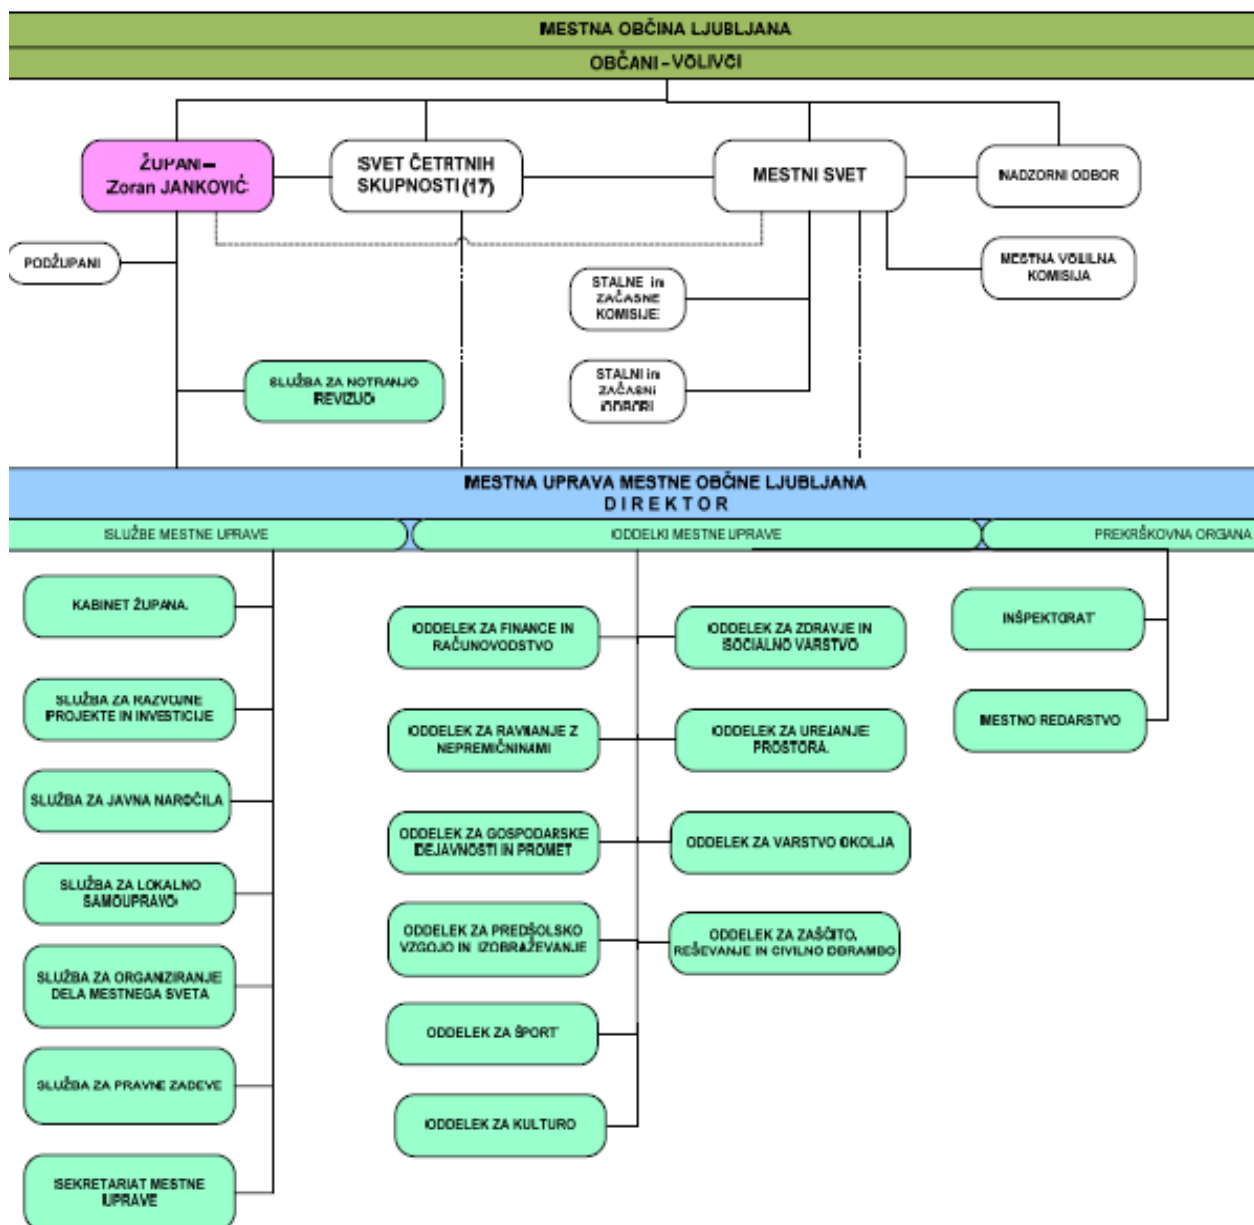 MESTNA OBČINA LJUBLJANA
OBČANI - VOLIVCI
ŽUPAN –
Zoran JANKOVIĆ
SVET ČETRTNIH
SKUPNOSTI (17)
MESTNI SVET
NADZORNI ODBOR
PODŽUPANI
MESTNA VOLILNA
KOMISIJA
STALNE in
ZAČASNE
KOMISIJE
SLUŽBA ZA NOTRANJO
REVIZIJO
STALNI in
ZAČASNI
ODBORI
MESTNA UPRAVA MESTNE OBČINE LJUBLJANA
D I R E K T O R
SLUŽBE MESTNE UPRAVE
ODDELKI MESTNE UPRAVE
PREKRŠKOVNA ORGANA
KABINET ŽUPANA
SLUŽBA ZA RAZVOJNE
PROJEKTE IN INVESTICIJE
SLUŽBA ZA JAVNA NAROČILA
SLUŽBA ZA LOKALNO
SAMOUPRAVO
SLUŽBA ZA ORGANIZIRANJE
DELA MESTNEGA SVETA
SLUŽBA ZA PRAVNE ZADEVE
SEKRETARIAT MESTNE
UPRAVE
ODDELEK ZA FINANCE IN
RAČUNOVODSTVO
ODDELEK ZA RAVNANJE Z
NEPREMIČNINAMI
ODDELEK ZA GOSPODARSKE
DEJAVNOSTI IN PROMET
ODDELEK ZA PREDŠOLSKO
VZGOJO IN IZOBRAŽEVANJE
ODDELEK ZA ŠPORT
ODDELEK ZA KULTURO
ODDELEK ZA ZDRAVJE IN
SOCIALNO VARSTVO
ODDELEK ZA UREJANJE
PROSTORA
ODDELEK ZA VARSTVO OKOLJA
ODDELEK ZA ZAŠČITO,
REŠEVANJE IN CIVILNO OBRAMBO
INŠPEKTORAT
MESTNO REDARSTVO